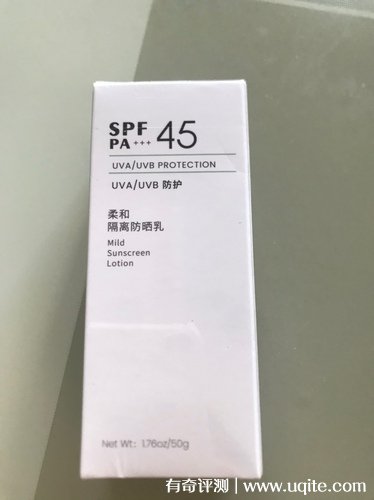 SPF
PA+++ 45
UVA/UVB PROTECTION
UVA/UVB 防护
柔和
隔离防晒乳
Mild
Sunscreen
Lotion
Net Wt: 1.76oz/50g
有奇评测 | www.uqite.com